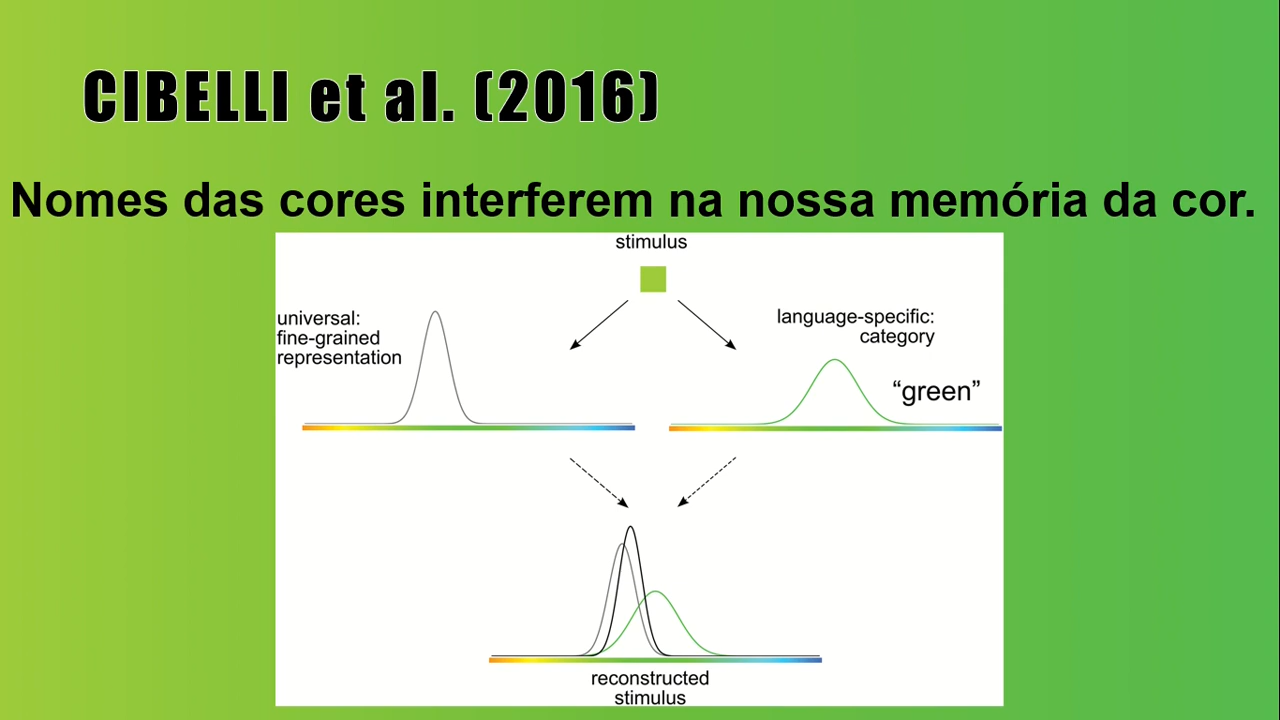 CIBELLI et al. (2016)
Nomes das cores interferem na nossa memória da cor.
stimulus
universal:
fine-grained
representation
language-specific:
category
“green”
reconstructed
stimulus